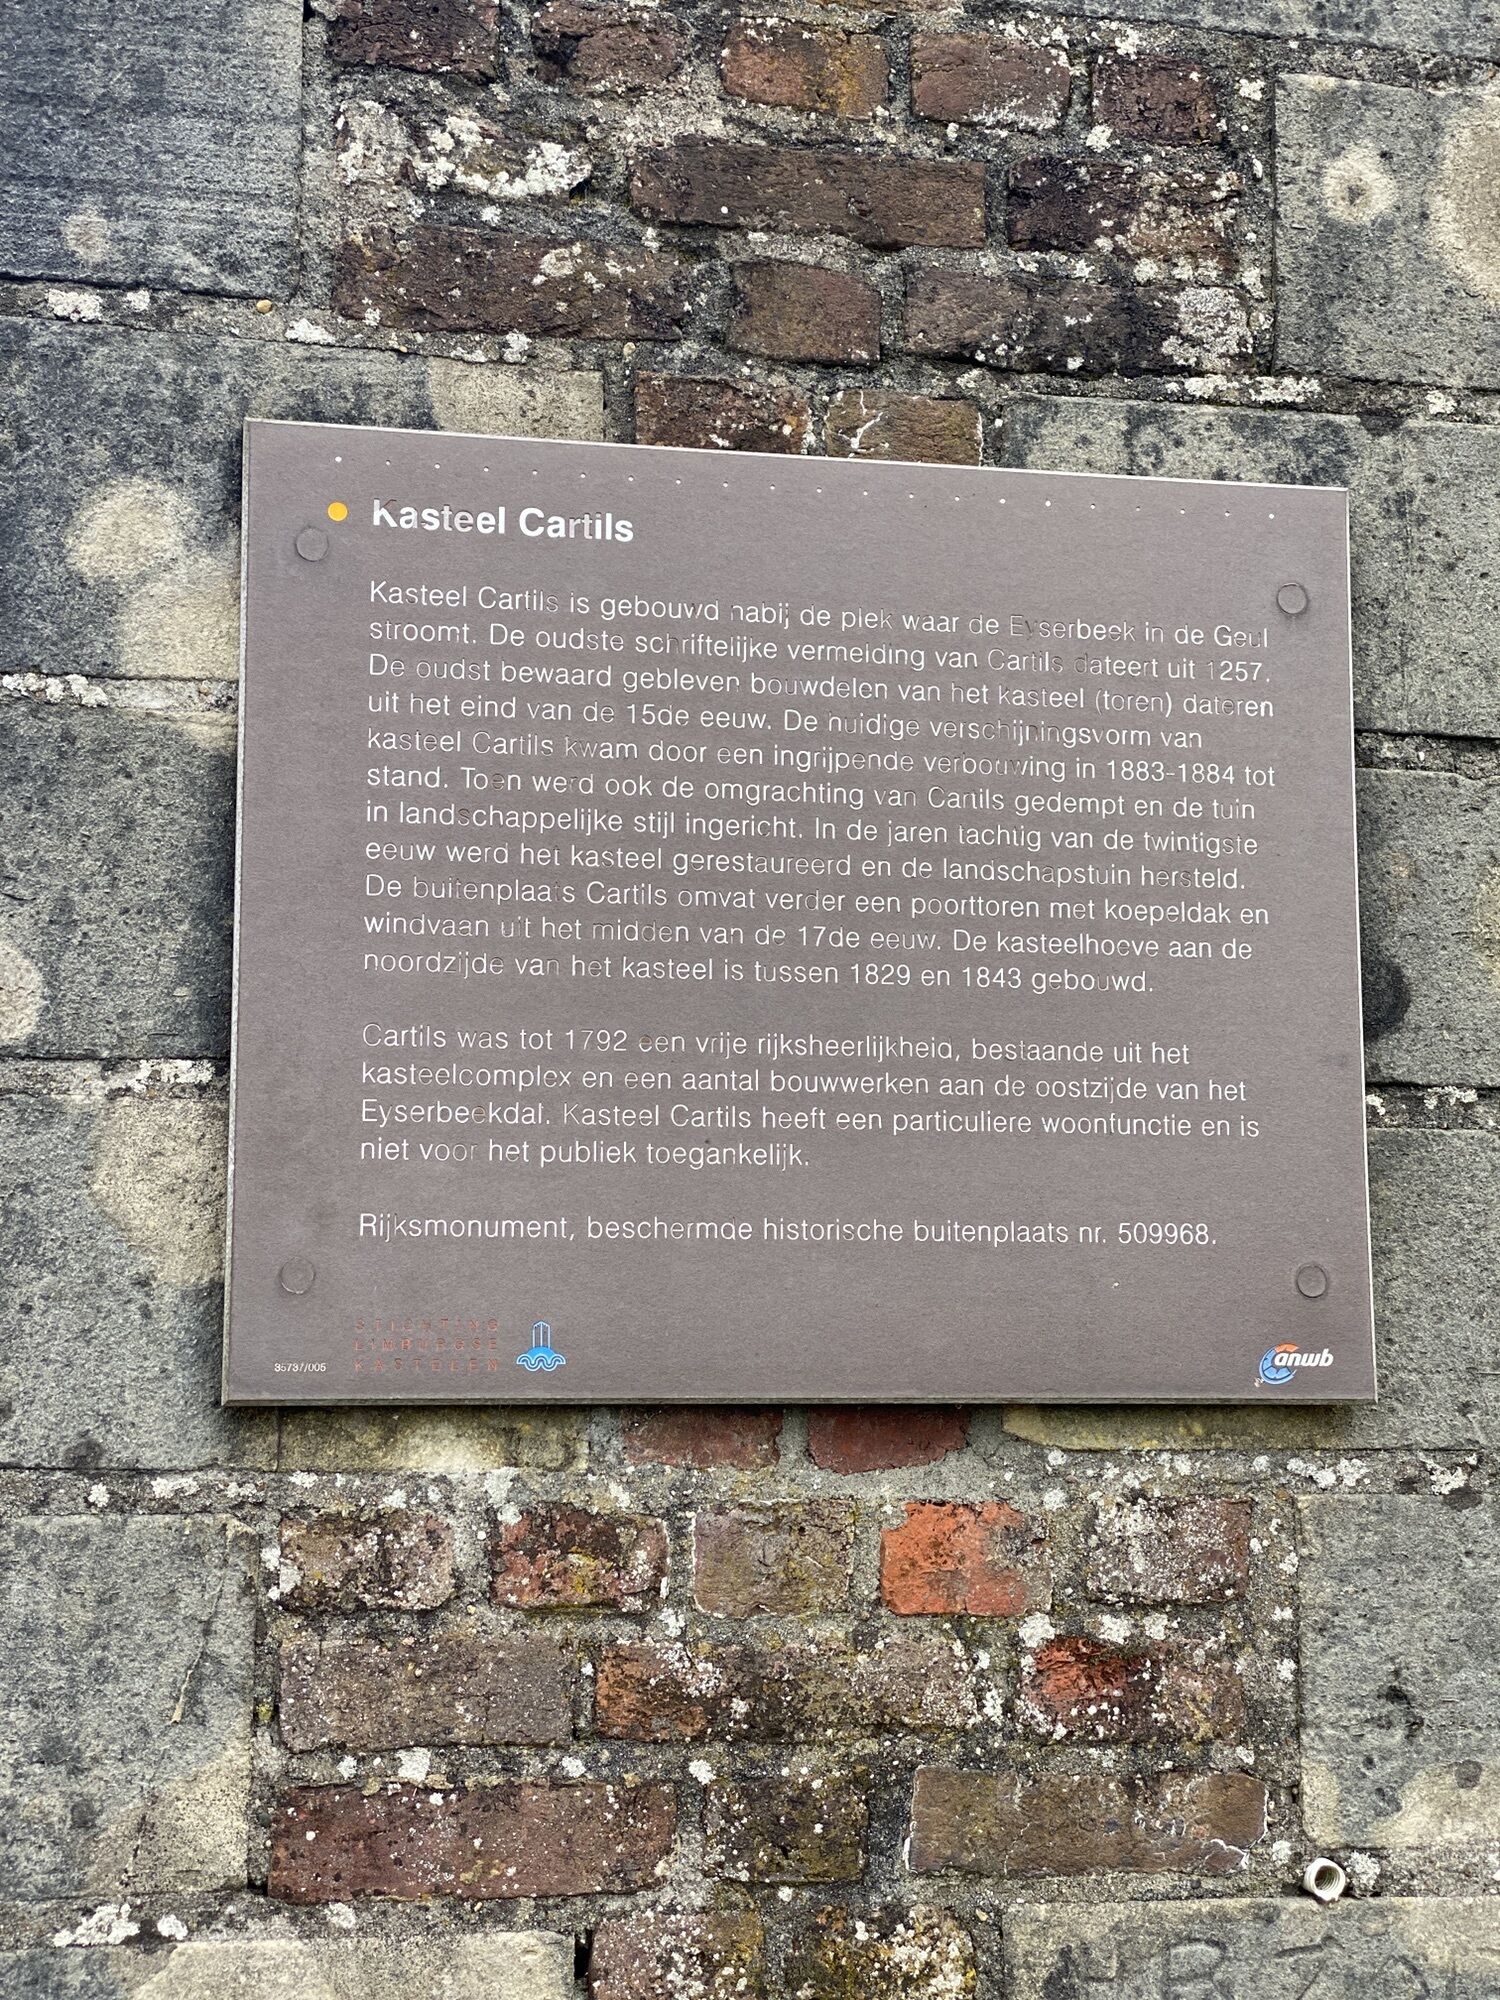 Kasteel Cartils
Kasteel Cartils is gebouwd nabij de plek waar de Eyserbeek in de Geul
stroomt. De oudste schriftelijke vermelding van Cartils dateert uit 1257.
De oudst bewaard gebleven bouwdelen van het kasteel (toren) dateren
uit het eind van de 15de eeuw. De huidige verschijningsvorm van
kasteel Cartils kwam door een ingrijpende verbouwing in 1883-1884 tot
stand. Toen werd ook de omgrachting van Cartils gedempt en de tuin
in landschappelijke stijl ingericht. In de jaren tachtig van de twintigste
eeuw werd het kasteel gerestaureerd en de landschapstuin hersteld.
De buitenplaats Cartils omvat verder een poorttoren met koepeldak en
windvaan uit het midden van de 17de eeuw. De kasteelhoeve aan de
noordzijde van het kasteel is tussen 1829 en 1843 gebouwd.
Cartils was tot 1792 een vrije rijksheerlijkheid, bestaande uit het
kasteelcomplex en een aantal bouwwerken aan de oostzijde van het
Eyserbeekdal. Kasteel Cartils heeft een particuliere woonfunctie en is
niet voor het publiek toegankelijk.
Rijksmonument, beschermde historische buitenplaats nr. 509968.
35737/005
STICHTING
LIMBURGSE
KASTELEN
anwb